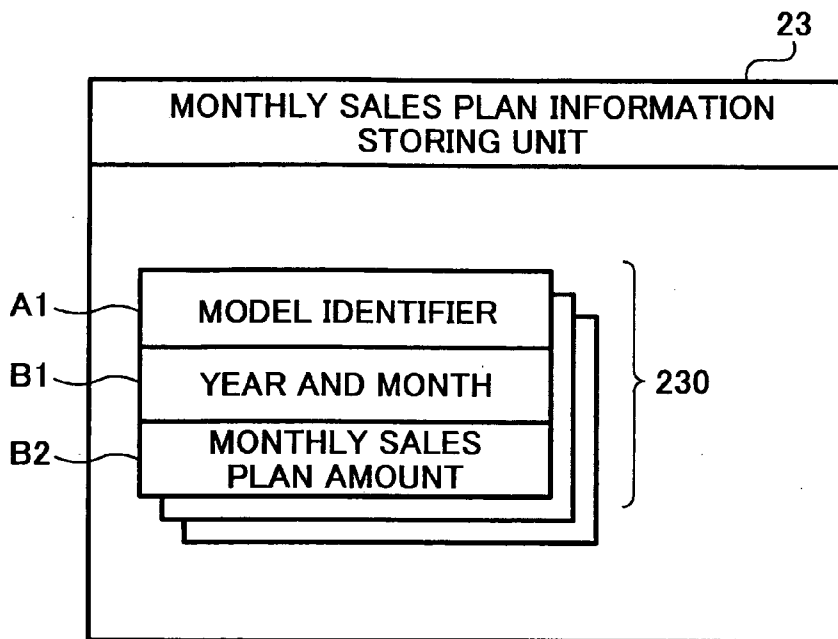 23
MONTHLY SALES PLAN INFORMATION
STORING UNIT
A1
MODEL IDENTIFIER
B1
YEAR AND MONTH
230
B2
MONTHLY SALES
PLAN AMOUNT